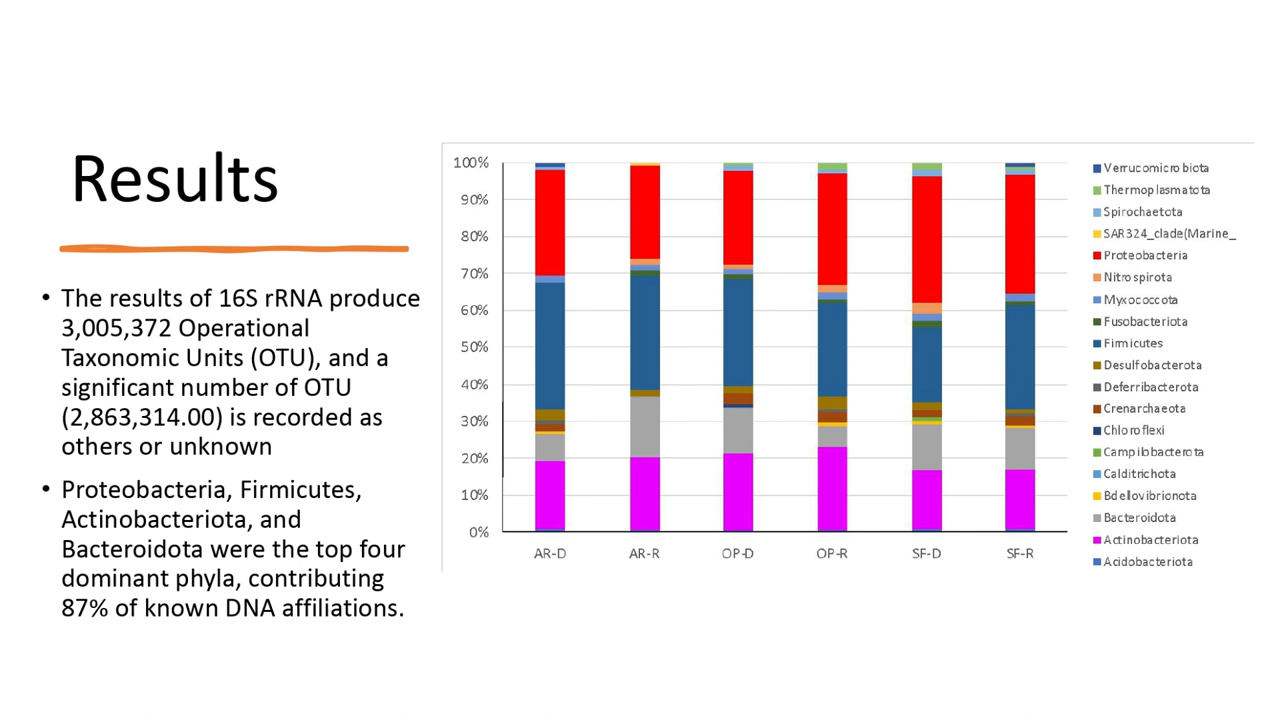 Results
• The results of 16S rRNA produce
3,005,372 Operational
Taxonomic Units (OTU), and a
significant number of OTU
(2,863,314.00) is recorded as
others or unknown
• Proteobacteria, Firmicutes,
Actinobacteriota, and
Bacteroidota were the top four
dominant phyla, contributing
87% of known DNA affiliations.
100%
90%
80%
70%
60%
50%
40%
30%
20%
10%
0%
AR-D AR-R OP-D OP-R SF-D SF-R
Verrucomicrobiota
Thermoplasmatota
Spirochaetota
SAR324_clade(Marine_
Proteobacteria
Nitrospirota
Myxococcota
Fusobacteriota
Firmicutes
Desulfobacterota
Deferribacterota
Crenarchaeota
Chloroflexi
Campilobacterota
Calditrichota
Bdellovibrionota
Bacteroidota
Actinobacteriota
Acidobacteriota